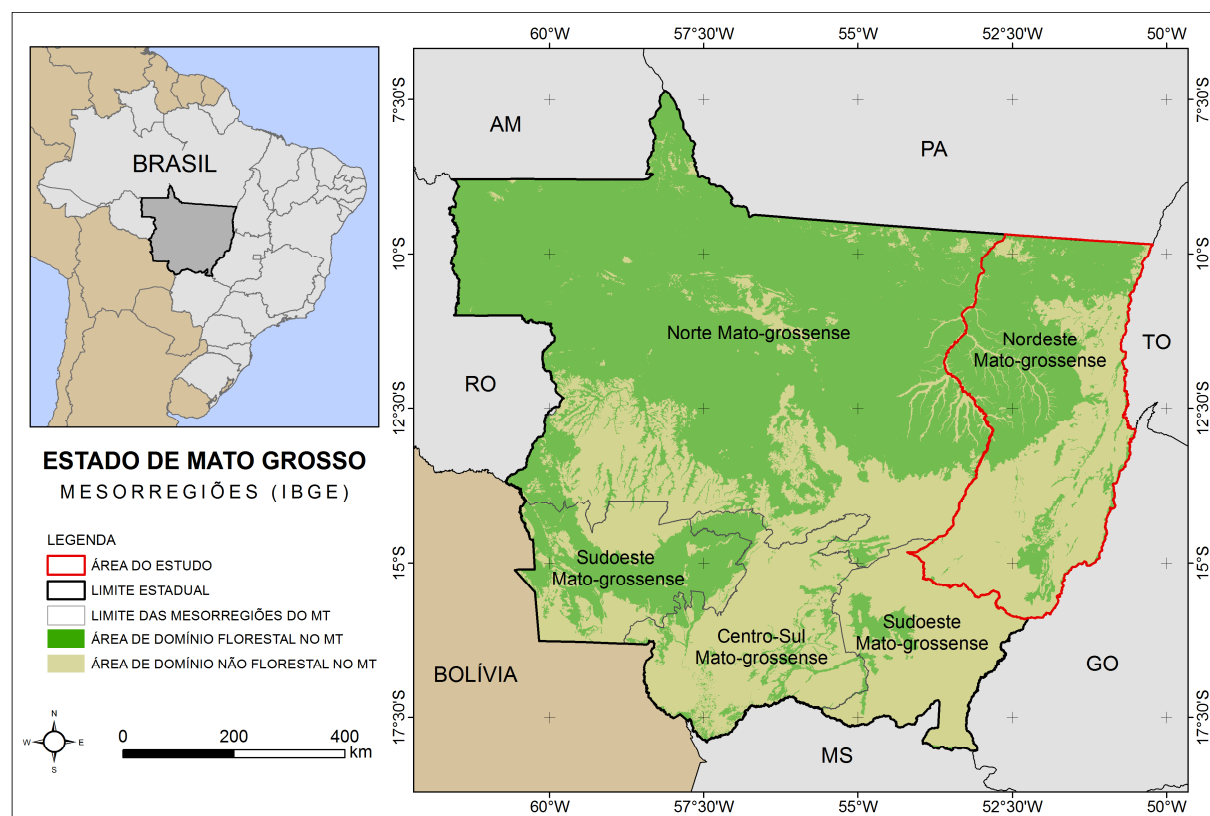 BRASIL
ESTADO DE MATO GROSSO
MESORREGIÕES (IBGE)
LEGENDA
ÁREA DO ESTUDO
LIMITE ESTADUAL
LIMITE DAS MESORREGIÕES DO MT
ÁREA DE DOMÍNIO FLORESTAL NO MT
ÁREA DE DOMÍNIO NÃO FLORESTAL NO MT
N
W E
S
0 200 400
km
60°W 57°30'W 55°W 52°30'W 50°W
7°30'S
10°S
12°30'S
15°S
17°30'S
AM
PA
Norte Mato-grossense
Nordeste
Mato-grossense
TO
RO
Sudoeste
Mato-grossense
Centro-Sul
Mato-grossense
Sudoeste
Mato-grossense
GO
BOLÍVIA
MS
7°30'S
10°S
12°30'S
15°S
17°30'S
60°W 57°30'W 55°W 52°30'W 50°W